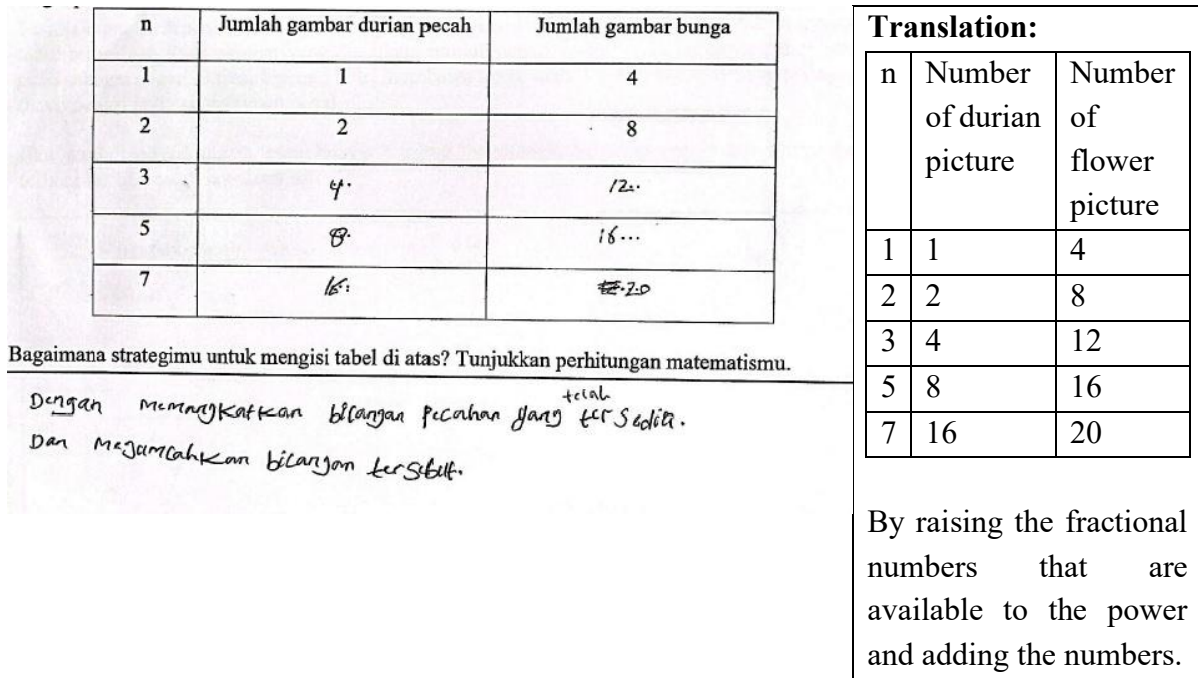 n Jumlah gambar durian pecah Jumlah gambar bunga
1 1 4
2 2 8
3 4. 12..
5 8. 16...
7 16. .20
Bagaimana strategimu untuk mengisi tabel di atas? Tunjukkan perhitungan matematismu.
telah
Dengan memangkatkan bilangan pecahan yang tersedia.
Dan megjumlahkan bilangan tersebut.
Translation:
n Number of durian picture Number of flower picture
1 1 4
2 2 8
3 4 12
5 8 16
7 16 20
By raising the fractional
numbers that are
available to the power
and adding the numbers.